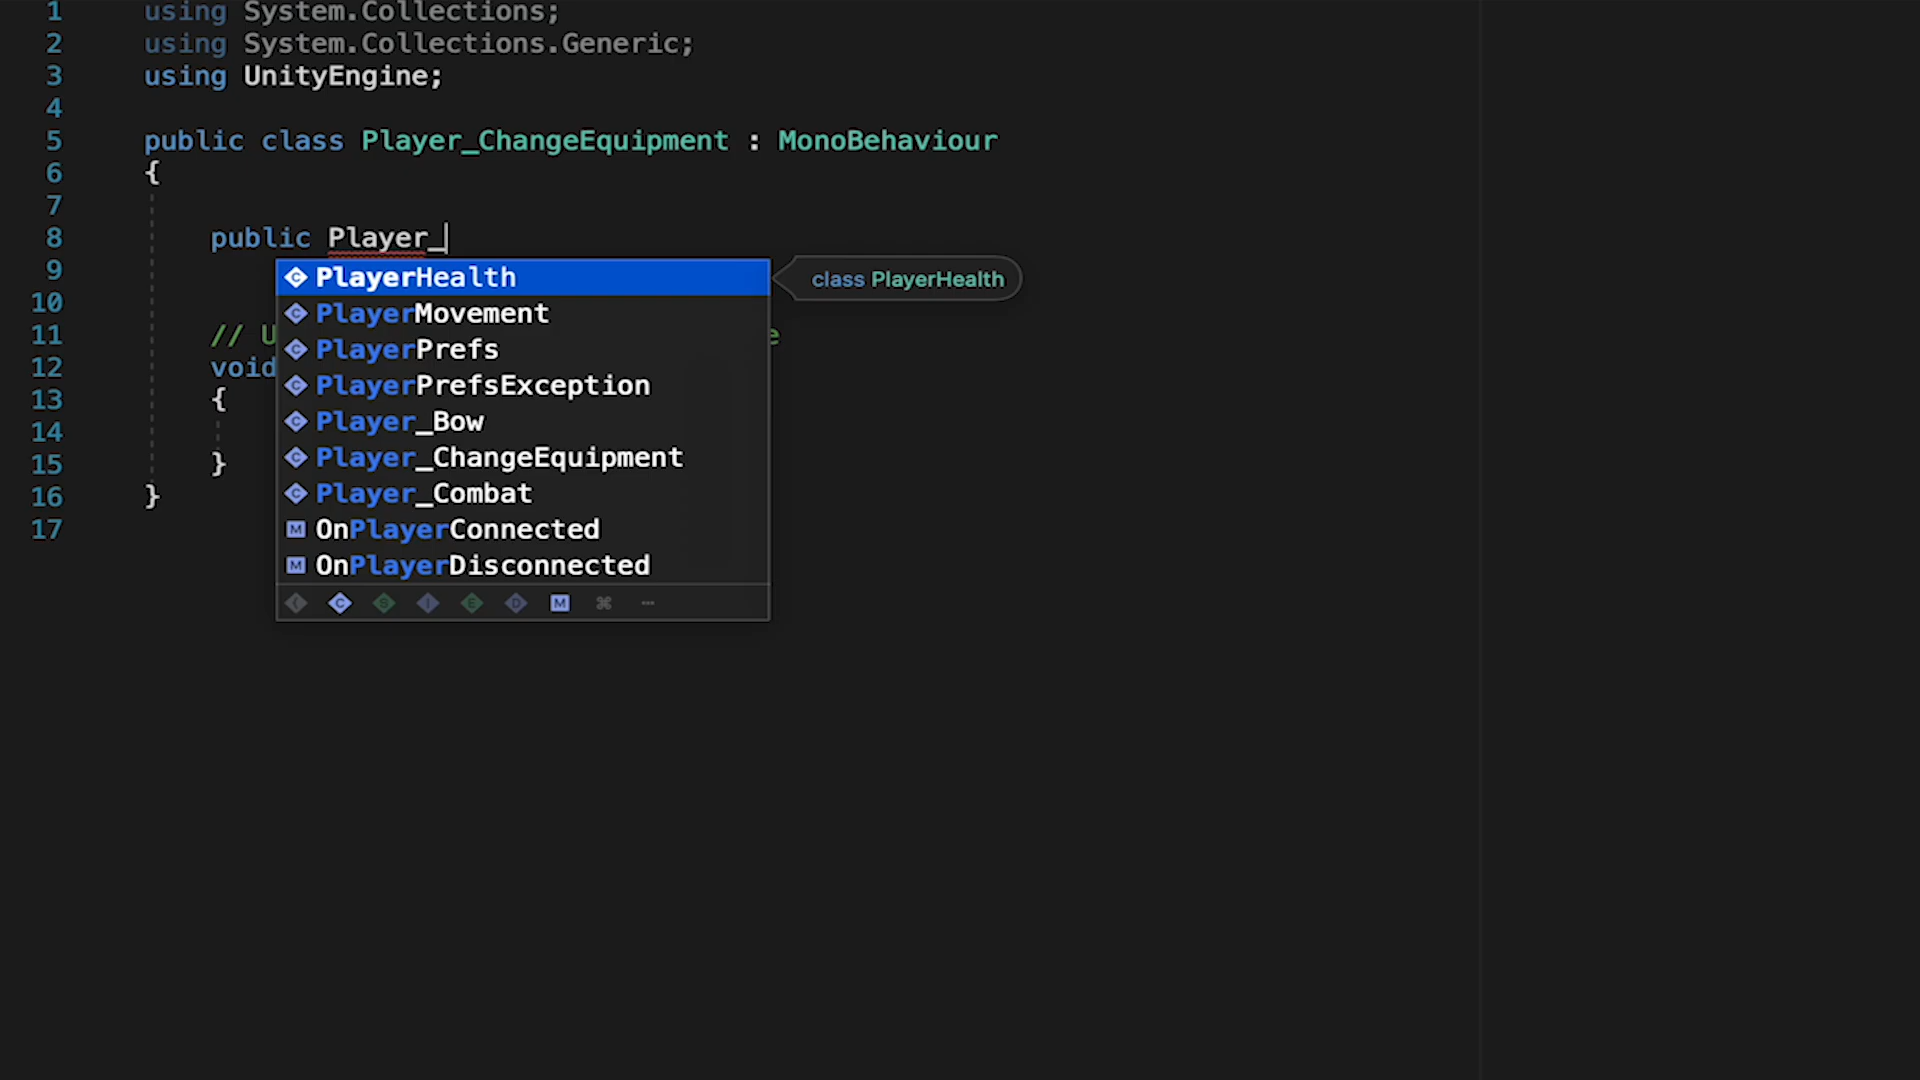 1 using System.Collections;
2 using System.Collections.Generic;
3 using UnityEngine;
4
5 public class Player_ChangeEquipment : MonoBehaviour
6 {
7
8 public Player_
9
10
11 // U e
12 void
13 {
14
15 }
16 }
17
PlayerHealth
class PlayerHealth
PlayerMovement
PlayerPrefs
PlayerPrefsException
Player_Bow
Player_ChangeEquipment
Player_Combat
OnPlayerConnected
OnPlayerDisconnected